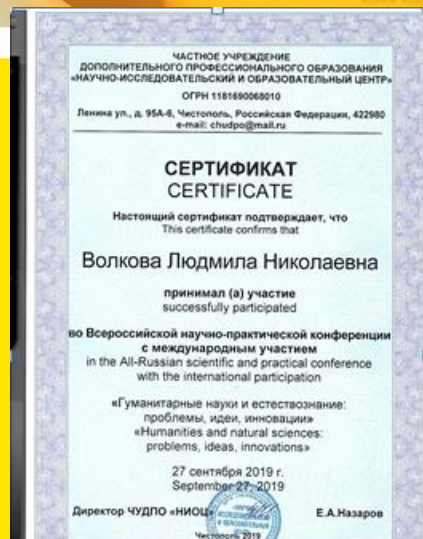 ЧАСТНОЕ УЧРЕЖДЕНИЕ
ДОПОЛНИТЕЛЬНОГО ПРОФЕССИОНАЛЬНОГО ОБРАЗОВАНИЯ
«НАУЧНО-ИССЛЕДОВАТЕЛЬСКИЙ И ОБРАЗОВАТЕЛЬНЫЙ ЦЕНТР»
ОГРН 1181690068010
Ленина ул., д. 95А-6, Чистополь, Российская Федерация, 422980
e-mail: chudpo@mail.ru
СЕРТИФИКАТ
CERTIFICATE
Настоящий сертификат подтверждает, что
This certificate confirms that
Волкова Людмила Николаевна
принимал (а) участие
successfully participated
во Всероссийской научно-практической конференции
с международным участием
in the All-Russian scientific and practical conference
with the international participation
«Гуманитарные науки и естествознание:
проблемы, идеи, инновации»
«Humanities and natural sciences:
problems, ideas, innovations»
27 сентября 2019 г.
September 27, 2019
Директор ЧУДПО «НИОЦ» Е.А.Назаров
Чистополь 2019